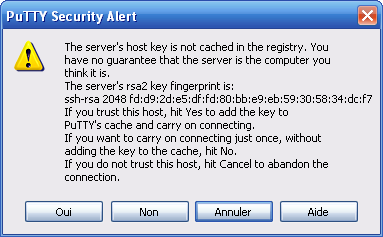 PuTTY Security Alert
The server's host key is not cached in the registry. You
have no guarantee that the server is the computer you
think it is.
The server's rsa2 key fingerprint is:
ssh-rsa 2048 fd:d9:2d:e5:df:fd:80:bb:e9:eb:59:30:58:34:dc:f7
If you trust this host, hit Yes to add the key to
PuTTY's cache and carry on connecting.
If you want to carry on connecting just once, without
adding the key to the cache, hit No.
If you do not trust this host, hit Cancel to abandon the
connection.
Oui
Non
Annuler
Aide